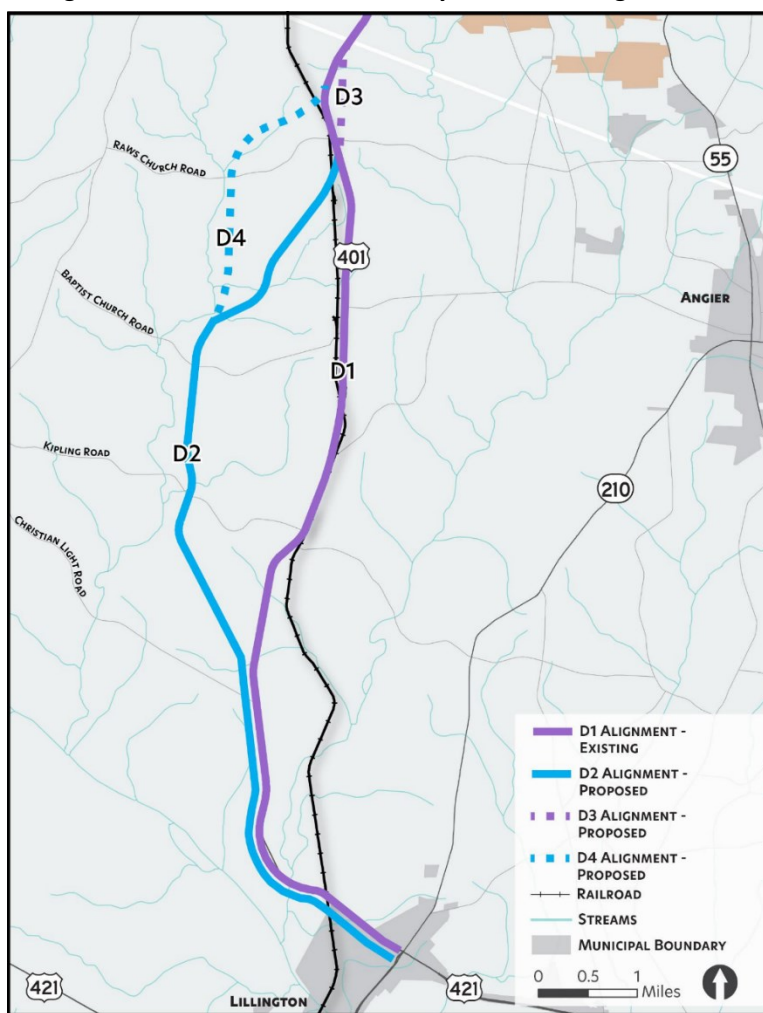 D3
RAWS CHURCH ROAD
55
D4
401
BAPTIST CHURCH ROAD
ANGIER
D1
D2
KIPLING ROAD
210
CHRISTIAN LIGHT ROAD
D1 ALIGNMENT -
EXISTING
D2 ALIGNMENT -
PROPOSED
D3 ALIGNMENT -
PROPOSED
D4 ALIGNMENT -
PROPOSED
RAILROAD
STREAMS
MUNICIPAL BOUNDARY
0 0.5 1
Miles
421
LILLINGTON
421